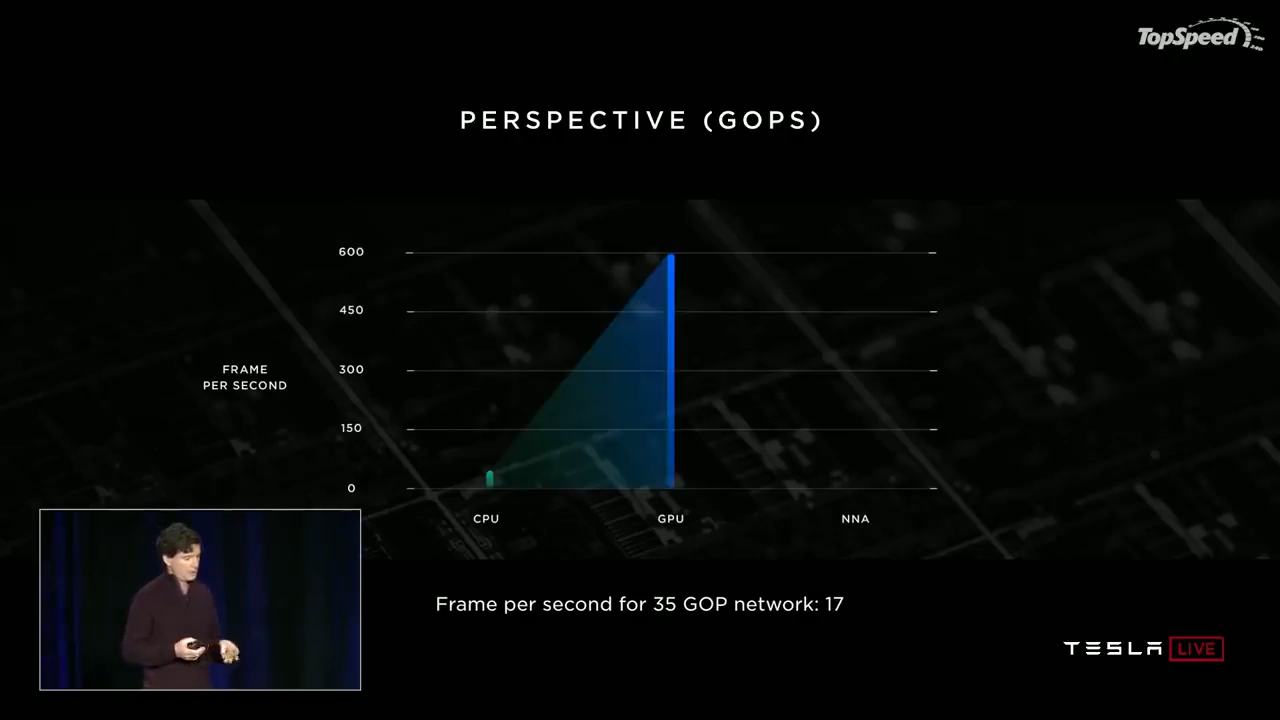 TopSpeed
PERSPECTIVE (GOPS)
600
450
FRAME
PER SECOND
300
150
0
CPU
GPU
NNA
Frame per second for 35 GOP network: 17
TESLA LIVE